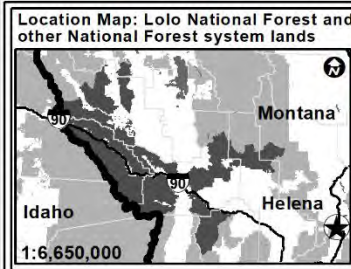 Location Map: Lolo National Forest and
other National Forest system lands
N
Montana
90
90
Idaho
Helena
1:6,650,000